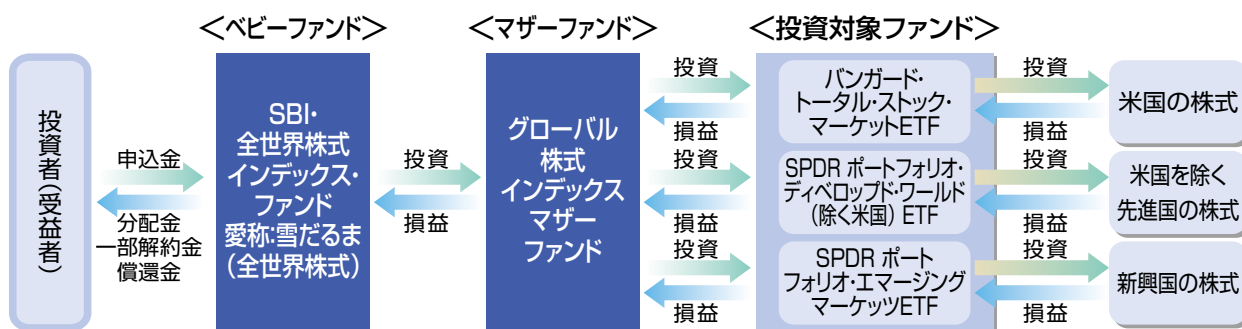 ＜ベビーファンド＞
＜マザーファンド＞
＜投資対象ファンド＞
投資者(受益者)
申込金
分配金
一部解約金
償還金
SBI・
全世界株式
インデックス・
ファンド
愛称:雪だるま
(全世界株式)
投資
損益
グローバル
株式
インデックス
マザー
ファンド
投資
損益
投資
損益
投資
損益
バンガード・
トータル・ストック・
マーケットETF
SPDR ポートフォリオ・
ディベロップド・ワールド
(除く米国) ETF
SPDR ポート
フォリオ・エマージング
マーケッツETF
投資
損益
投資
損益
投資
損益
米国の株式
米国を除く
先進国の株式
新興国の株式